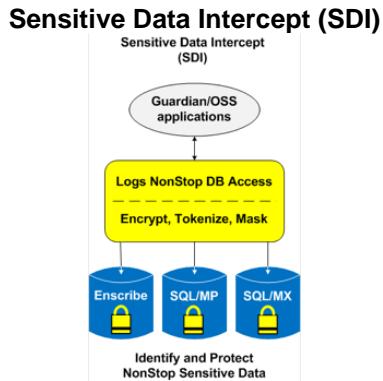 Sensitive Data Intercept (SDI)
Sensitive Data Intercept
(SDI)
Guardian/OSS
applications
Logs NonStop DB Access
Encrypt, Tokenize, Mask
Enscribe SQL/MP SQL/MX
Identify and Protect
NonStop Sensitive Data